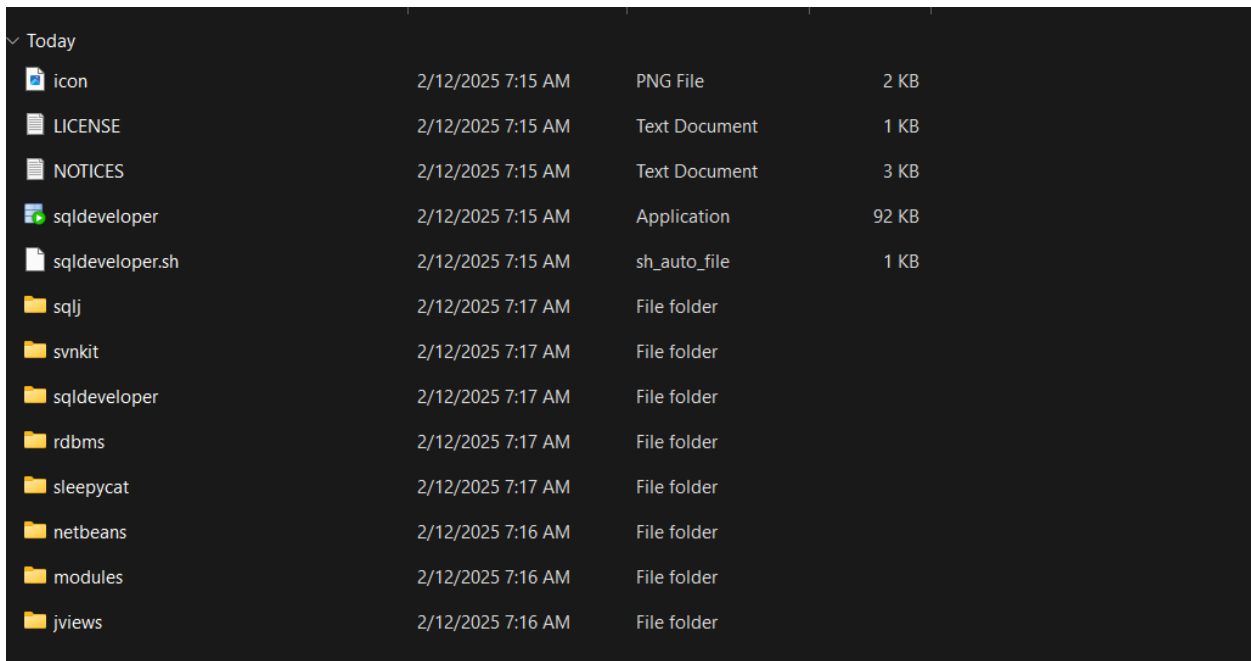 Today
icon 2/12/2025 7:15 AM PNG File 2 KB
LICENSE 2/12/2025 7:15 AM Text Document 1 KB
NOTICES 2/12/2025 7:15 AM Text Document 3 KB
sqldeveloper 2/12/2025 7:15 AM Application 92 KB
sqldeveloper.sh 2/12/2025 7:15 AM sh_auto_file 1 KB
sqlj 2/12/2025 7:17 AM File folder
svnkit 2/12/2025 7:17 AM File folder
sqldeveloper 2/12/2025 7:17 AM File folder
rdbms 2/12/2025 7:17 AM File folder
sleepycat 2/12/2025 7:17 AM File folder
netbeans 2/12/2025 7:16 AM File folder
modules 2/12/2025 7:16 AM File folder
jviews 2/12/2025 7:16 AM File folder